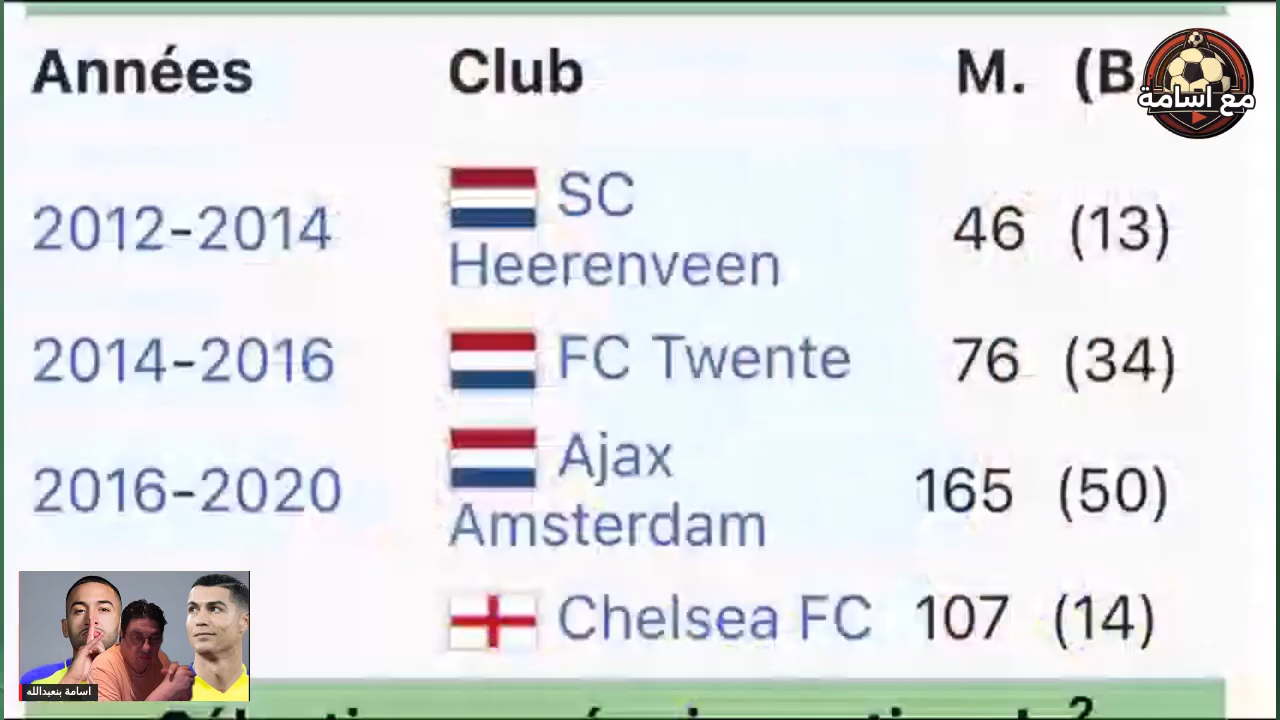 Années Club M. (B
مع اسامة
2012-2014 SC Heerenveen 46 (13)
2014-2016 FC Twente 76 (34)
2016-2020 Ajax Amsterdam 165 (50)
Chelsea FC 107 (14)
اسامة بنعبدالله
2